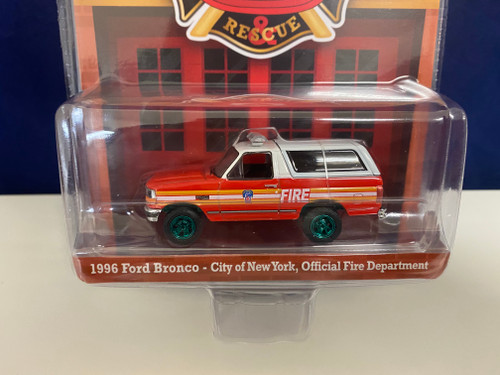 &
RESCUE
FIRE
1996 Ford Bronco - City of New York, Official Fire Department